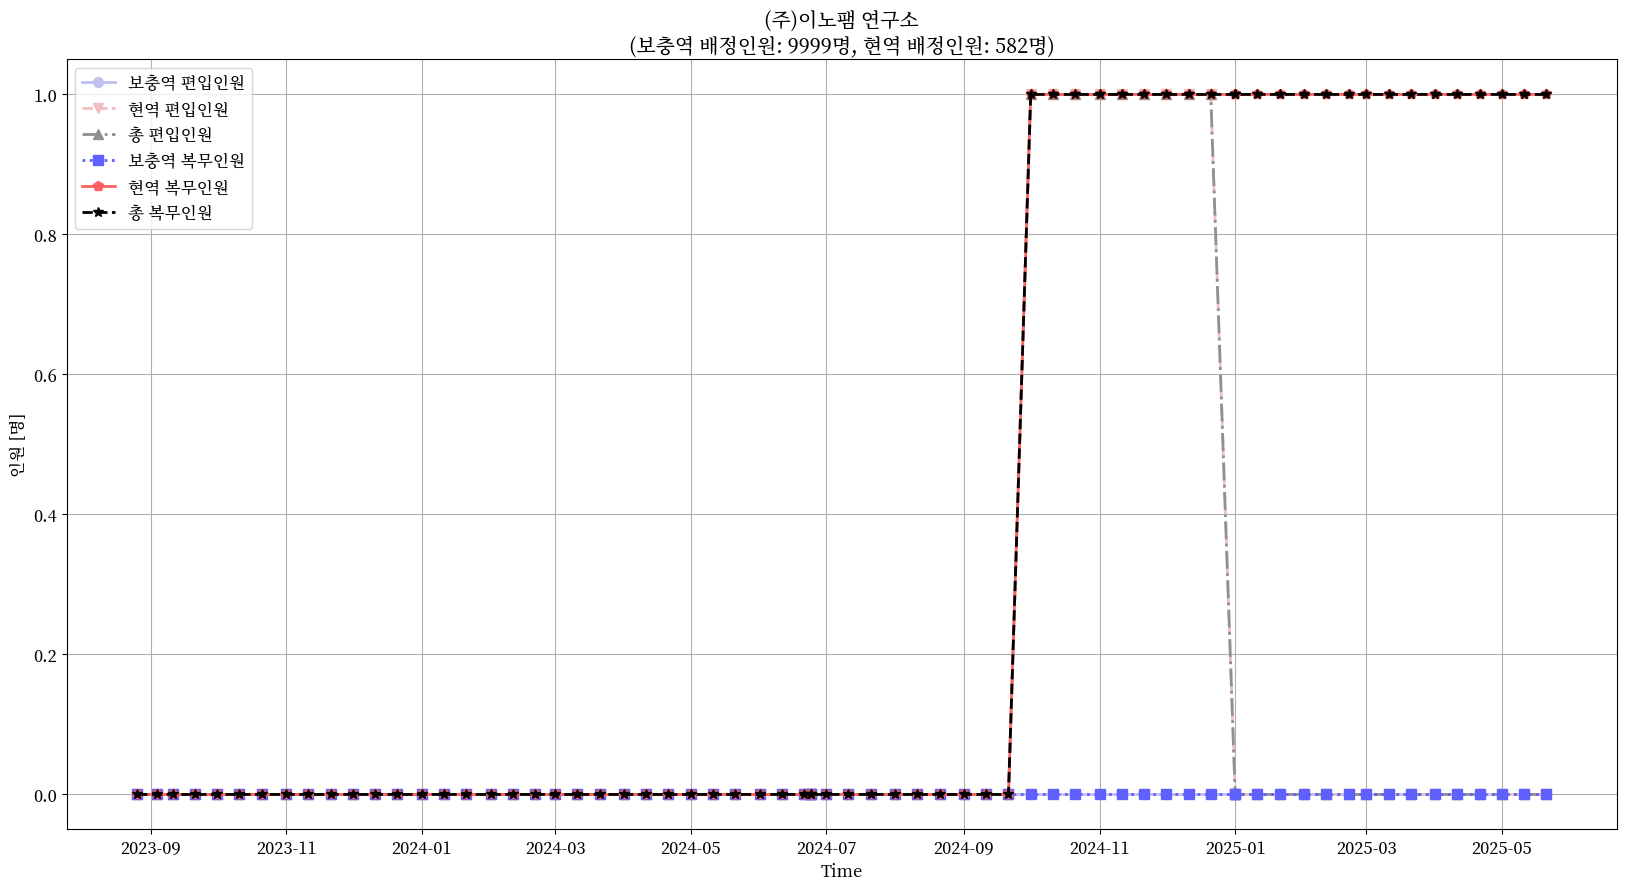 (주)이노팸 연구소
(보충역 배정인원: 9999명, 현역 배정인원: 582명)
보충역 편입인원
현역 편입인원
총 편입인원
보충역 복무인원
현역 복무인원
총 복무인원
1.0
0.8
0.6
0.4
0.2
0.0
인원 [명]
2023-09
2023-11
2024-01
2024-03
2024-05
2024-07
2024-09
2024-11
2025-01
2025-03
2025-05
Time